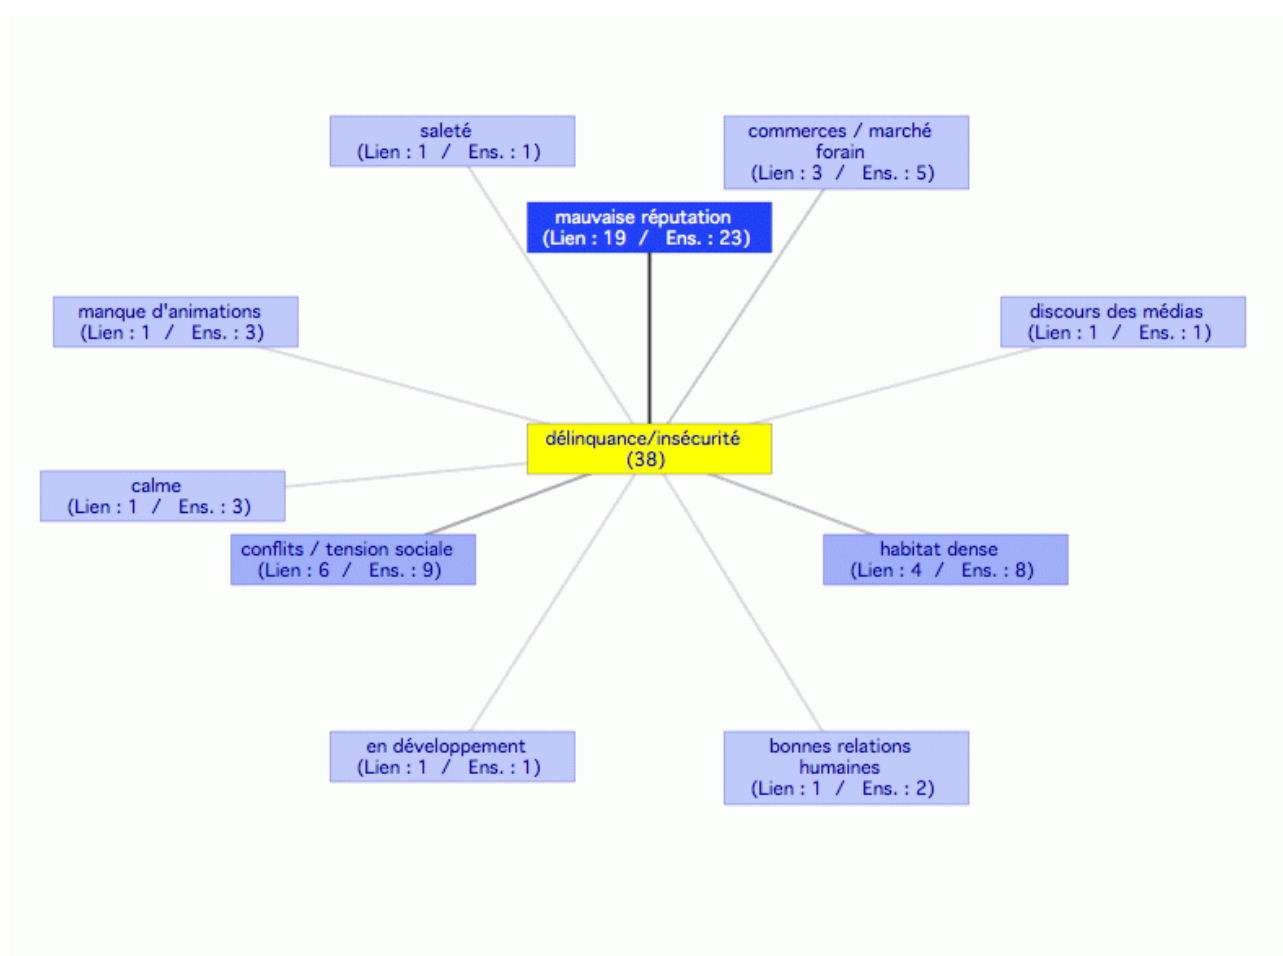 saleté
(Lien : 1 / Ens. : 1)
commerces / marché
forain
(Lien : 3 / Ens. : 5)
mauvaise réputation
(Lien : 19 / Ens. : 23)
manque d'animations
(Lien : 1 / Ens. : 3)
discours des médias
(Lien : 1 / Ens. : 1)
délinquance/insécurité
(38)
calme
(Lien : 1 / Ens. : 3)
conflits / tension sociale
(Lien : 6 / Ens. : 9)
habitat dense
(Lien : 4 / Ens. : 8)
en développement
(Lien : 1 / Ens. : 1)
bonnes relations
humaines
(Lien : 1 / Ens. : 2)